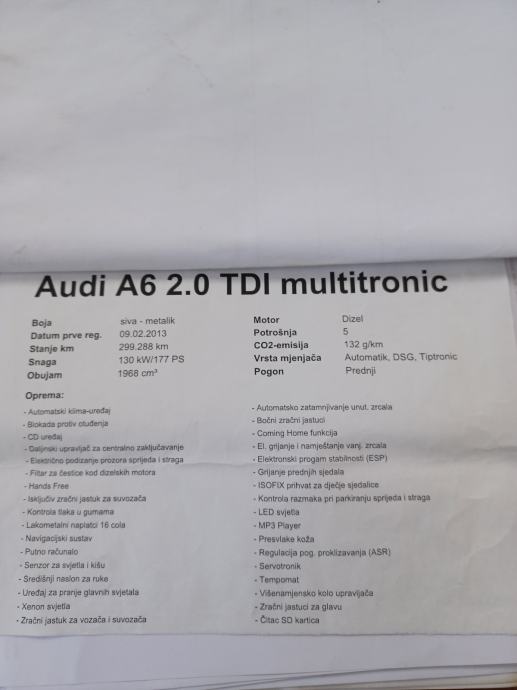 Audi A6 2.0 TDI multitronic
Boja siva - metalik
Datum prve reg. 09.02.2013
Stanje km 299.288 km
Snaga 130 kW/177 PS
Obujam 1968 cm³
Motor Dizel
Potrošnja 5
CO2-emisija 132 g/km
Vrsta mjenjača Automatik, DSG, Tiptronic
Pogon Prednji
Oprema:
- Automatski klima-uređaj
- Blokada protiv otuđenja
- CD uređaj
- Daljinski upravljač za centralno zaključavanje
- Električno podizanje prozora sprijeda i straga
- Filtar za čestice kod dizelskih motora
- Hands Free
- Isključiv zračni jastuk za suvozača
- Kontrola tlaka u gumama
- Lakometalni naplatci 16 cola
- Navigacijski sustav
- Putno računalo
- Senzor za svjetla i kišu
- Središnji naslon za ruke
- Uređaj za pranje glavnih svjetala
- Xenon svjetla
- Zračni jastuk za vozača i suvozača
- Automatsko zatamnjivanje unut. zrcala
- Bočni zračni jastuci
- Coming Home funkcija
- El. grijanje i namještanje vanj. zrcala
- Elektronski progam stabilnosti (ESP)
- Grijanje prednjih sjedala
- ISOFIX prihvat za dječje sjedalice
- Kontrola razmaka pri parkiranju sprijeda i straga
- LED svjetla
- MP3 Player
- Presvlake koža
- Regulacija pog. proklizavanja (ASR)
- Servotronik
- Tempomat
- Višenamjensko kolo upravljača
- Zračni jastuci za glavu
- Čitac SD kartica